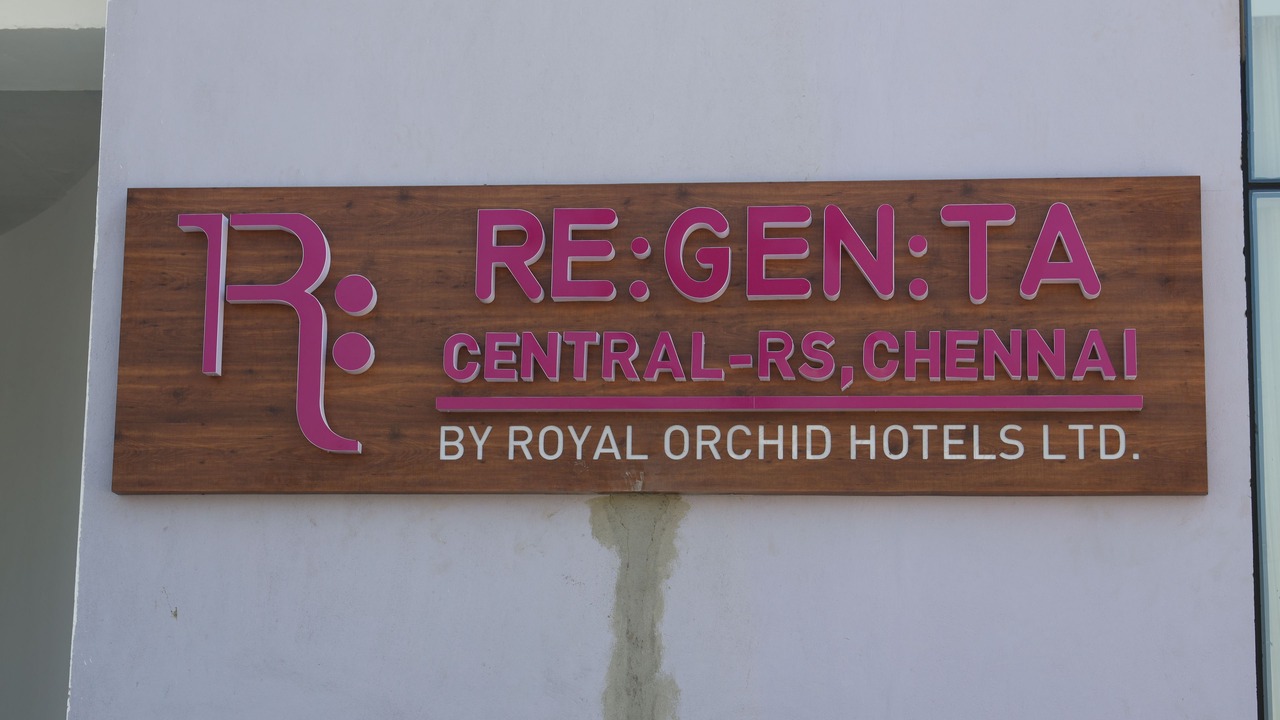 R:
RE:GEN:TA
CENTRAL-RS, CHENNAI
BY ROYAL ORCHID HOTELS LTD.